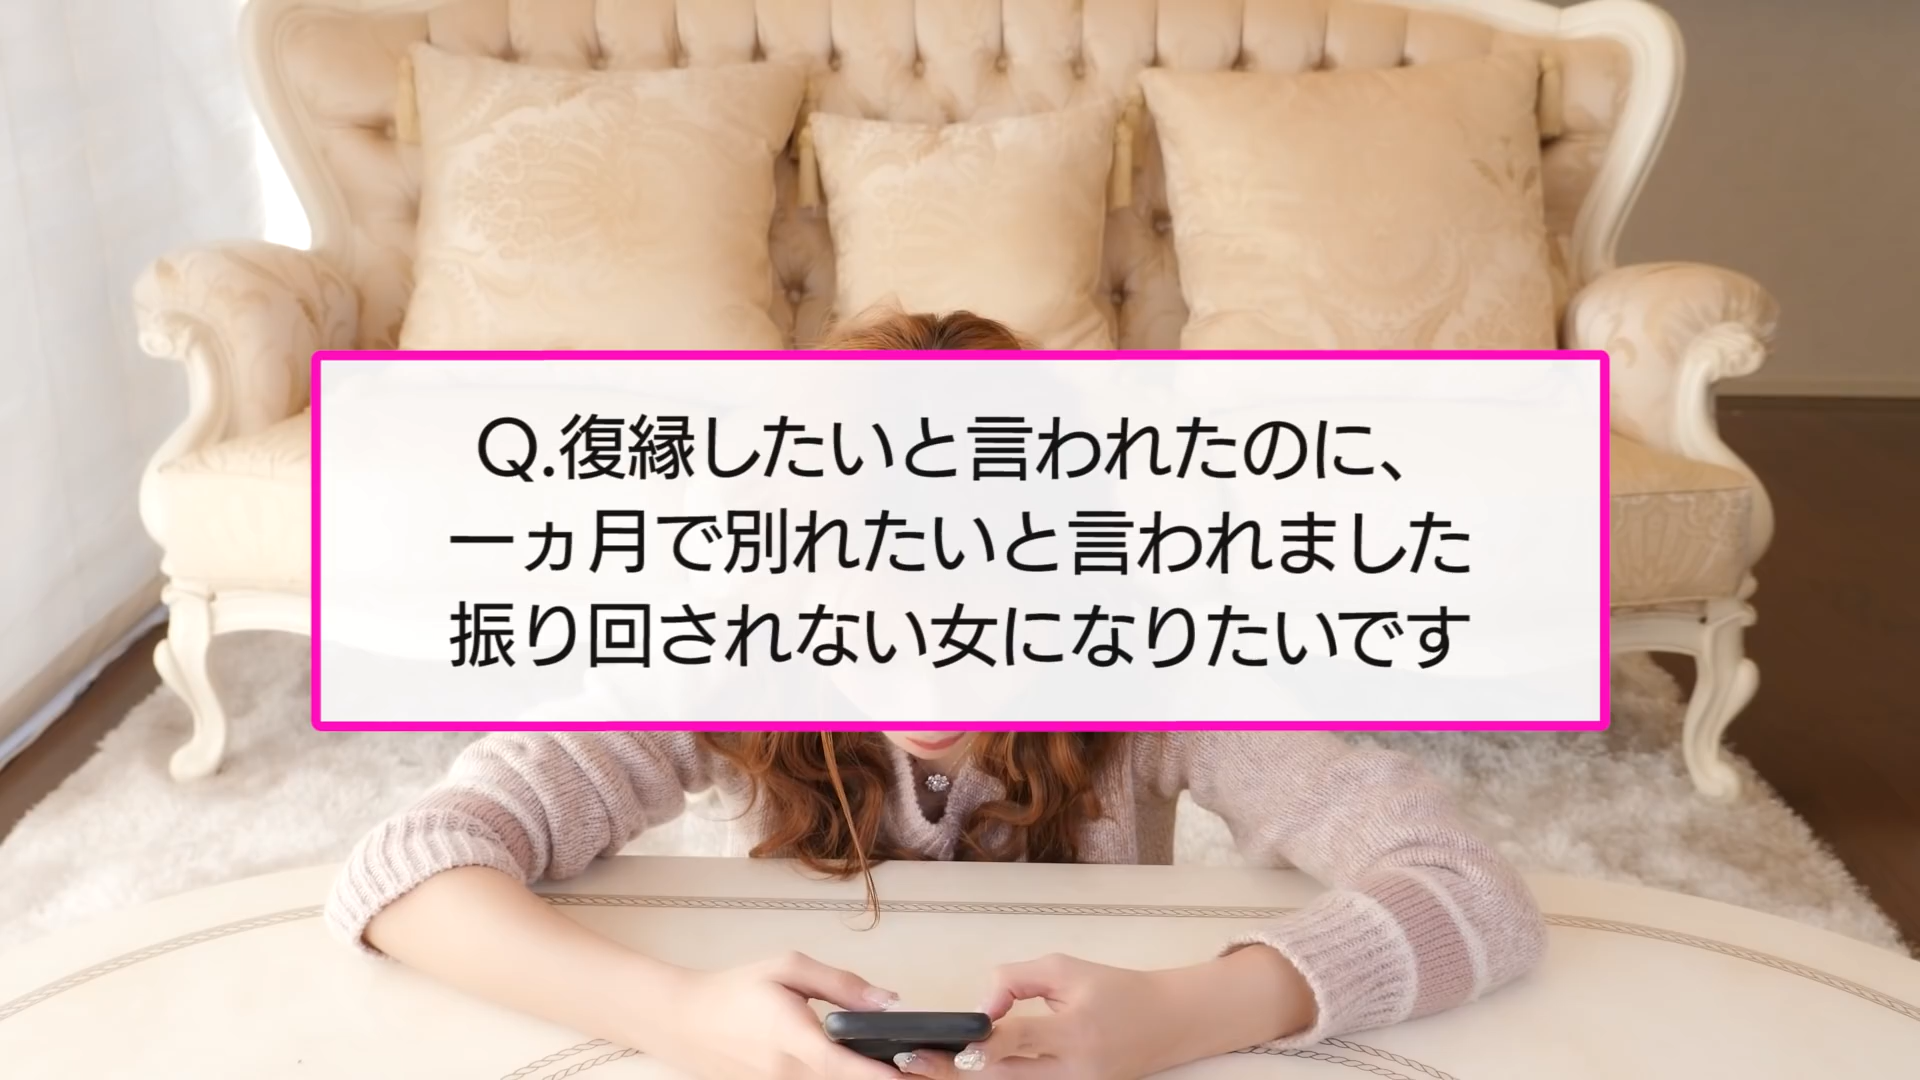 Q.復縁したいと言われたのに、
一ヵ月で別れたいと言われました
振り回されない女になりたいです